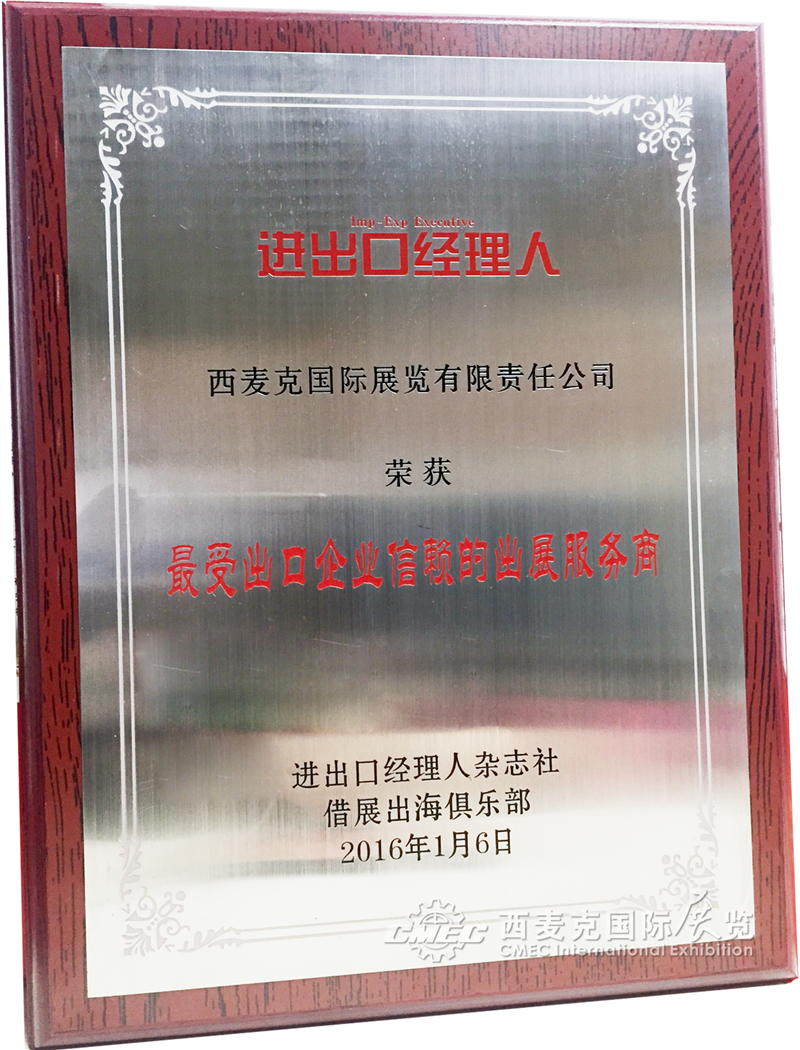 Imp-Exp Executive
进出口经理人
西麦克国际展览有限责任公司
荣获
最受出口企业信赖的出展服务商
进出口经理人杂志社
借展出海俱乐部
2016年1月6日
CMEC 西麦克国际展览
CMEC International Exhibition